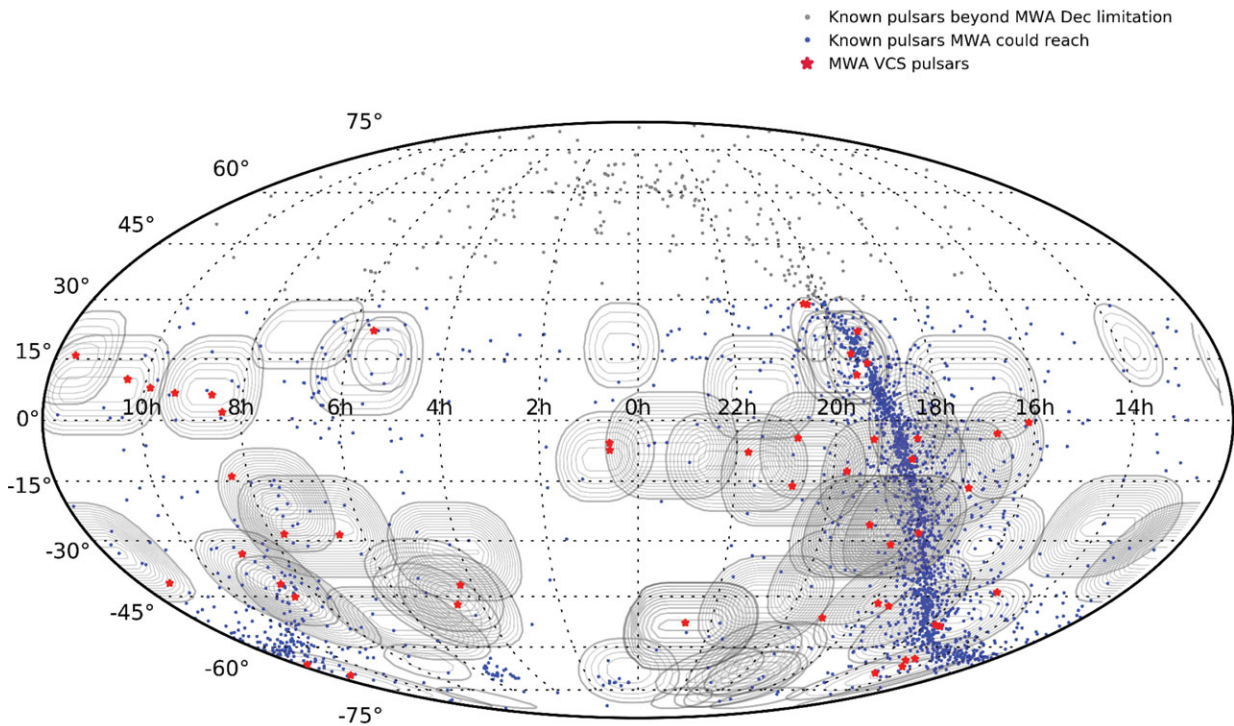 Known pulsars beyond MWA Dec limitation
Known pulsars MWA could reach
MWA VCS pulsars
75°
60°
45°
30°
15°
10h 8h 6h 4h 2h 0h 22h 20h 18h 16h 14h
0°
-15°
-30°
-45°
-60°
-75°